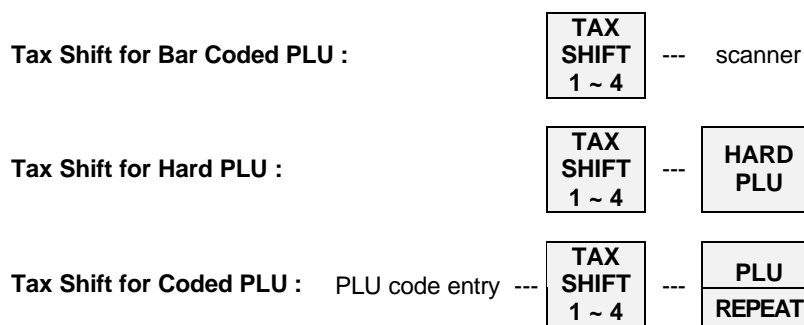 TAX
Tax Shift for Bar Coded PLU : SHIFT --- scanner
1 ~ 4
TAX
Tax Shift for Hard PLU : SHIFT --- HARD PLU
1 ~ 4
TAX
Tax Shift for Coded PLU : PLU code entry --- SHIFT --- PLU
1 ~ 4 REPEAT